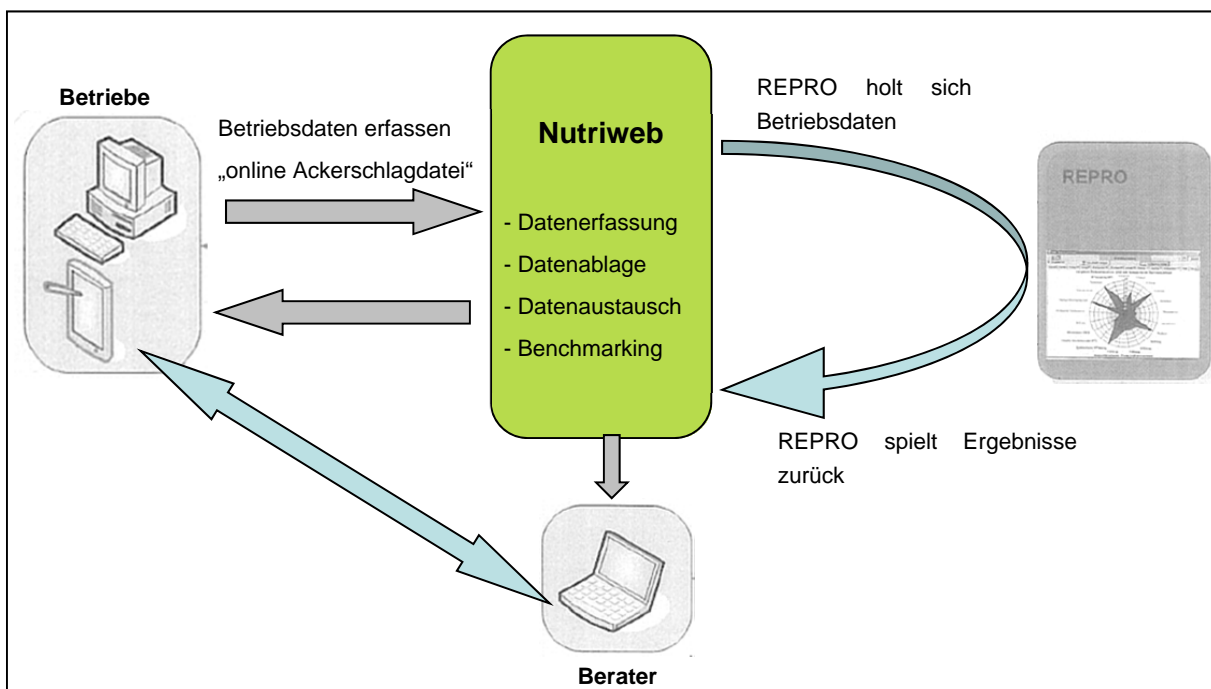 Betriebe
Betriebsdaten erfassen
„online Ackerschlagdatei“
Nutriweb
- Datenerfassung
- Datenablage
- Datenaustausch
- Benchmarking
REPRO holt sich
Betriebsdaten
REPRO
REPRO spielt Ergebnisse
zurück
Berater